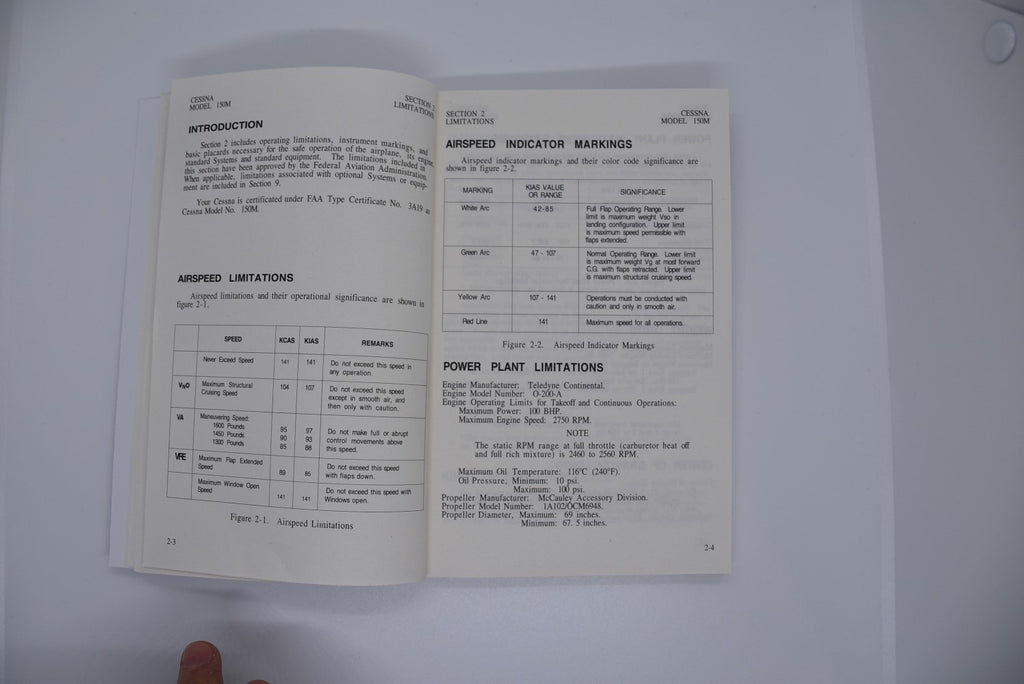 CESSNA
MODEL 150M
SECTION 2
LIMITATIONS
INTRODUCTION
Section 2 includes operating limitations, instrument markings, and
basic placards necessary for the safe operation of the airplane, its engine,
standard Systems and standard equipment. The limitations included in
this section have been approved by the Federal Aviation Administration.
When applicable, limitations associated with optional Systems or equip-
ment are included in Section 9.
Your Cessna is certificated under FAA Type Certificate No. 3A19 as
Cessna Model No. 150M.
AIRSPEED LIMITATIONS
Airspeed limitations and their operational significance are shown in
figure 2-1.
SPEED KCAS KIAS REMARKS
Never Exceed Speed 141 141 Do not exceed this speed in
any operation.
VNO Maximum Structural 104 107 Do not exceed this speed
Cruising Speed except in smooth air, and
then only with caution.
VA Maneuvering Speed:
1600 Pounds 95 97 Do not make full or abrupt
1450 Pounds 90 93 control movements above
1300 Pounds 85 88 this speed.
VFE Maximum Flap Extended Do not exceed this speed
Speed 89 85 with flaps down.
Maximum Window Open Do not exceed this speed with
Speed 141 141 Windows open.
Figure 2-1. Airspeed Limitations
2-3
SECTION 2
LIMITATIONS
CESSNA
MODEL 150M
AIRSPEED INDICATOR MARKINGS
Airspeed indicator markings and their color code significance are
shown in figure 2-2.
MARKING KIAS VALUE SIGNIFICANCE
OR RANGE
White Arc 42-85 Full Flap Operating Range. Lower
limit is maximum weight Vso in
landing configuration. Upper limit
is maximum speed permissible with
flaps extended.
Green Arc 47 - 107 Normal Operating Range. Lower limit
is maximum weight Vg at most forward
C.G. with flaps retracted. Upper limit
is maximum structural cruising speed.
Yellow Arc 107 - 141 Operations must be conducted with
caution and only in smooth air.
Red Line 141 Maximum speed for all operations.
Figure 2-2. Airspeed Indicator Markings
POWER PLANT LIMITATIONS
Engine Manufacturer: Teledyne Continental.
Engine Model Number: O-200-A
Engine Operating Limits for Takeoff and Continuous Operations:
Maximum Power: 100 BHP.
Maximum Engine Speed: 2750 RPM.
NOTE
The static RPM range at full throttle (carburetor heat off
and full rich mixture) is 2460 to 2560 RPM.
Maximum Oil Temperature: 116°C (240°F).
Oil Pressure, Minimum: 10 psi.
Maximum: 100 psi.
Propeller Manufacturer: McCauley Accessory Division.
Propeller Model Number: 1A102/OCM6948.
Propeller Diameter, Maximum: 69 inches.
Minimum: 67. 5 inches.
2-4